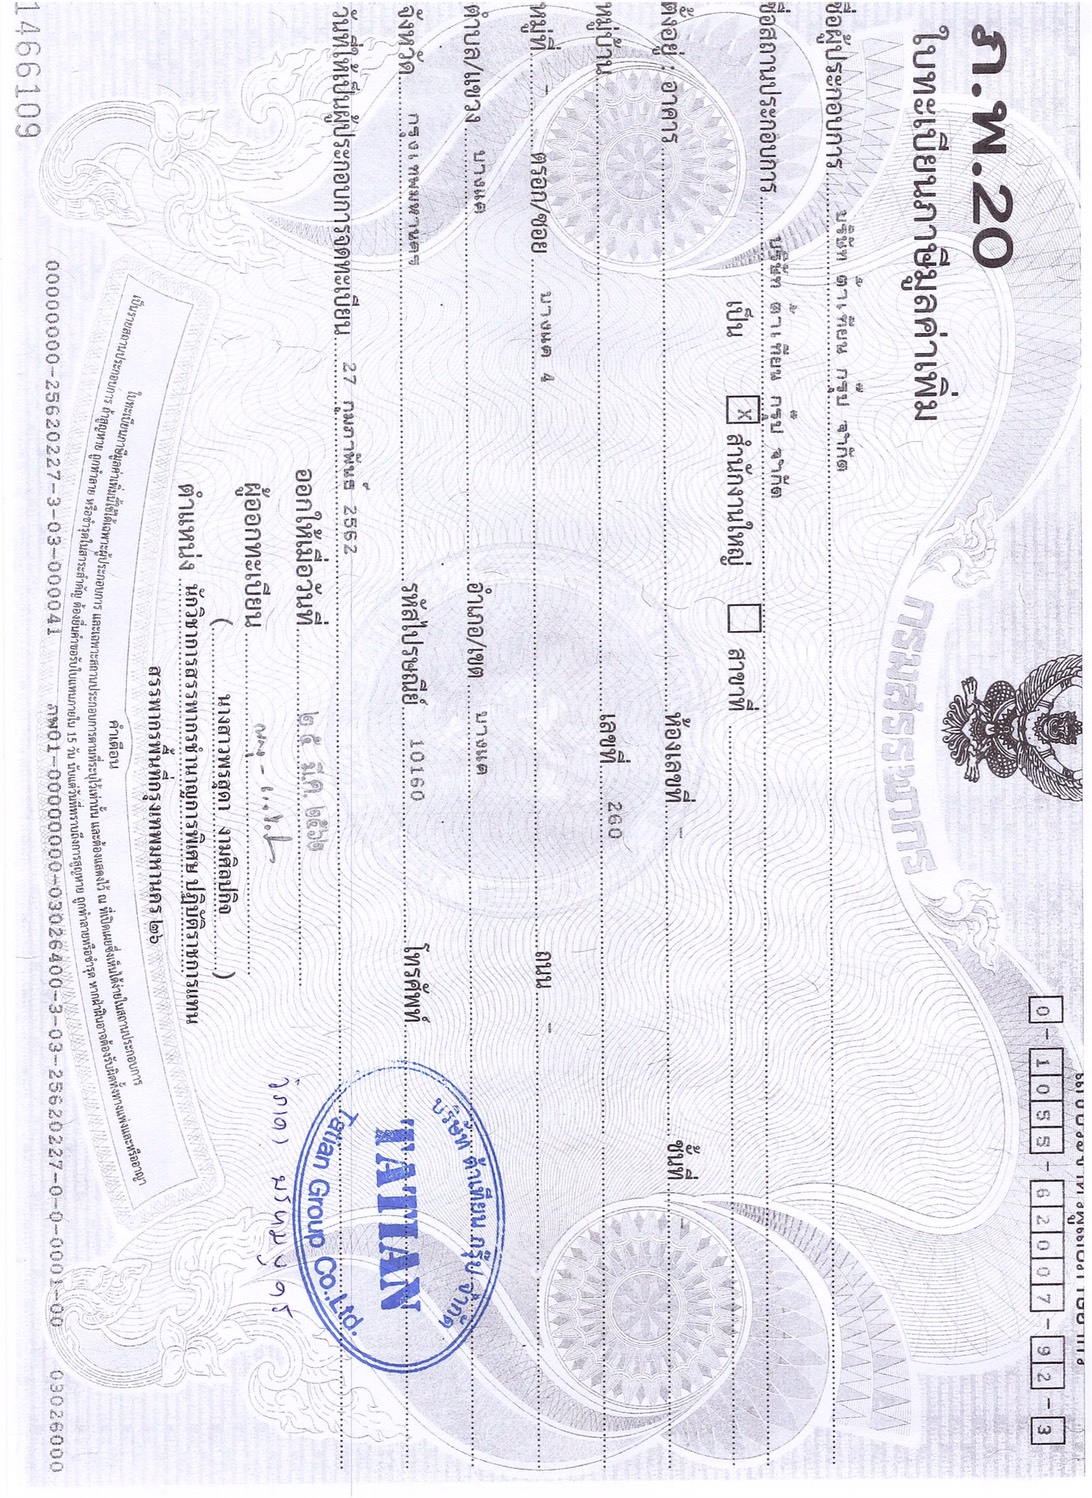 กรมสรรพากร
ภ.พ.20
ใบทะเบียนภาษีมูลค่าเพิ่ม
0-1055-62007-92-3
ชื่อผู้ประกอบการ บริษัท ต้าเทียน กรุ๊ป จำกัด
ชื่อสถานประกอบการ บริษัท ต้าเทียน กรุ๊ป จำกัด
เป็น [X] สำนักงานใหญ่ [ ] สาขาที่
ตั้งอยู่ : อาคาร ห้องเลขที่ - ชั้นที่ -
หมู่บ้าน เลขที่ 260
หมู่ที่ - ตรอก/ซอย บางแค 4 ถนน -
ตำบล/แขวง บางแค อำเภอ/เขต บางแค
จังหวัด กรุงเทพมหานคร รหัสไปรษณีย์ 10160 โทรศัพท์
วันที่ให้เป็นผู้ประกอบการจดทะเบียน 27 กุมภาพันธ์ 2562
ออกให้เมื่อวันที่ ๒๕ มี.ค. ๒๕๖๒
ผู้ออกทะเบียน
( นางสาวพรสุดา งามศิลปกิจ )
ตำแหน่ง นักวิชาการสรรพากรชำนาญการพิเศษ ปฏิบัติราชการแทน
สรรพากรพื้นที่กรุงเทพมหานคร ๒๖
บริษัท ต้าเทียน กรุ๊ป จำกัด
TATIAN
Tatian Group Co.,Ltd.
คำเตือน
ใบทะเบียนภาษีมูลค่าเพิ่มนี้ใช้ได้เฉพาะผู้ประกอบการ และเฉพาะสถานประกอบการตามที่ระบุไว้เท่านั้น และต้องแสดงไว้ ณ ที่เปิดเผยซึ่งเห็นได้ง่ายในสถานประกอบการ
เป็นรายสถานประกอบการ ถ้าสูญหาย ถูกทำลาย หรือชำรุดในสาระสำคัญ ต้องยื่นคำขอรับใบแทนภายใน 15 วัน นับแต่วันที่ทราบถึงการสูญหาย ถูกทำลายหรือชำรุด หากฝ่าฝืนอาจต้องรับผิดทั้งทางแพ่งและหรืออาญา
0000000-25620227-3-03-000041 ภพ01-00000000-03026400-3-03-25620227-0-0-0001-00 03026000
1466109